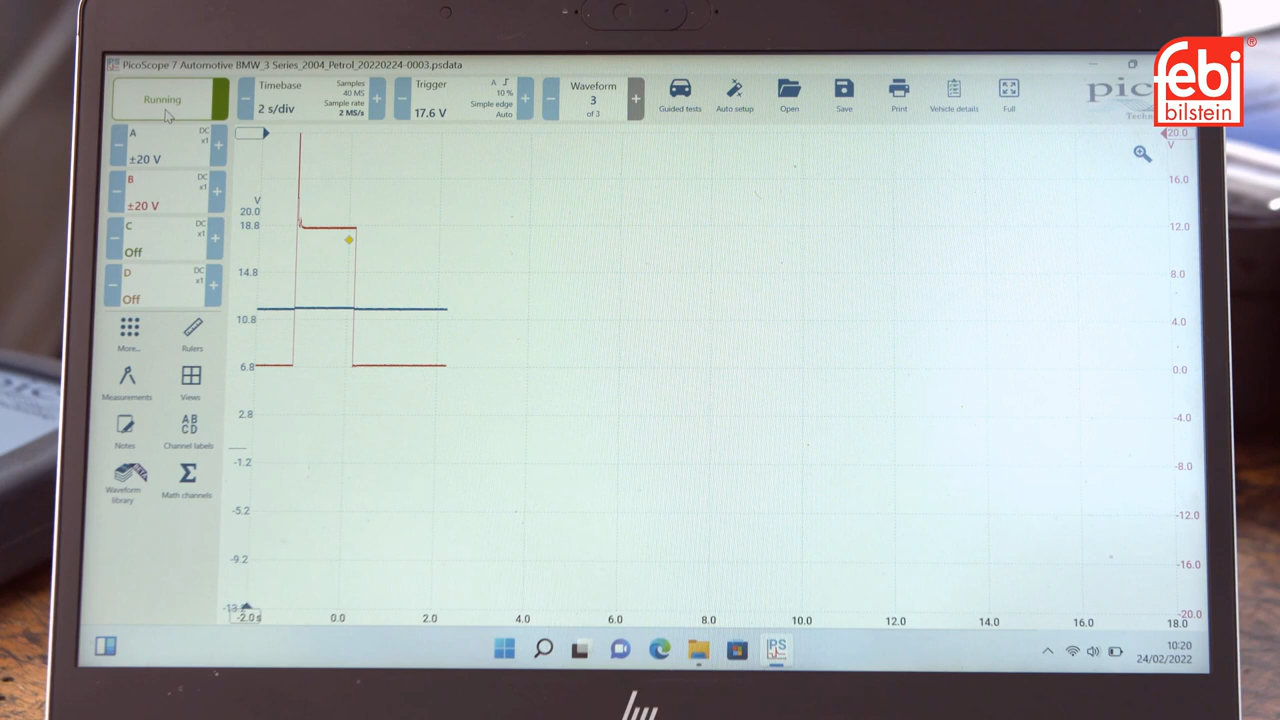 PicoScope 7 Automotive BMW_3 Series_2004_Petrol_20220224-0003.psdata
febi
®
bilstein
Running
Timebase
2 s/div
Samples
40 MS
Sample rate
2 MS/s
Trigger
17.6 V
A
10 %
Simple edge
Auto
Waveform
3
of 3
Guided tests
Auto setup
Open
Save
Print
Vehicle details
Full
pic
A
DC
x1
±20 V
B
DC
x1
±20 V
C
DC
x1
Off
D
DC
x1
Off
More...
Rulers
Measurements
Views
Notes
AB
CD
Channel labels
Waveform
library
Math channels
V
20.0
18.8
14.8
10.8
6.8
2.8
-1.2
-5.2
-9.2
-2.0 s
0.0
2.0
4.0
6.0
8.0
10.0
12.0
14.0
16.0
18.0
20.0
V
16.0
12.0
8.0
4.0
0.0
-4.0
-8.0
-12.0
-16.0
-20.0
PS
10:20
24/02/2022
hp